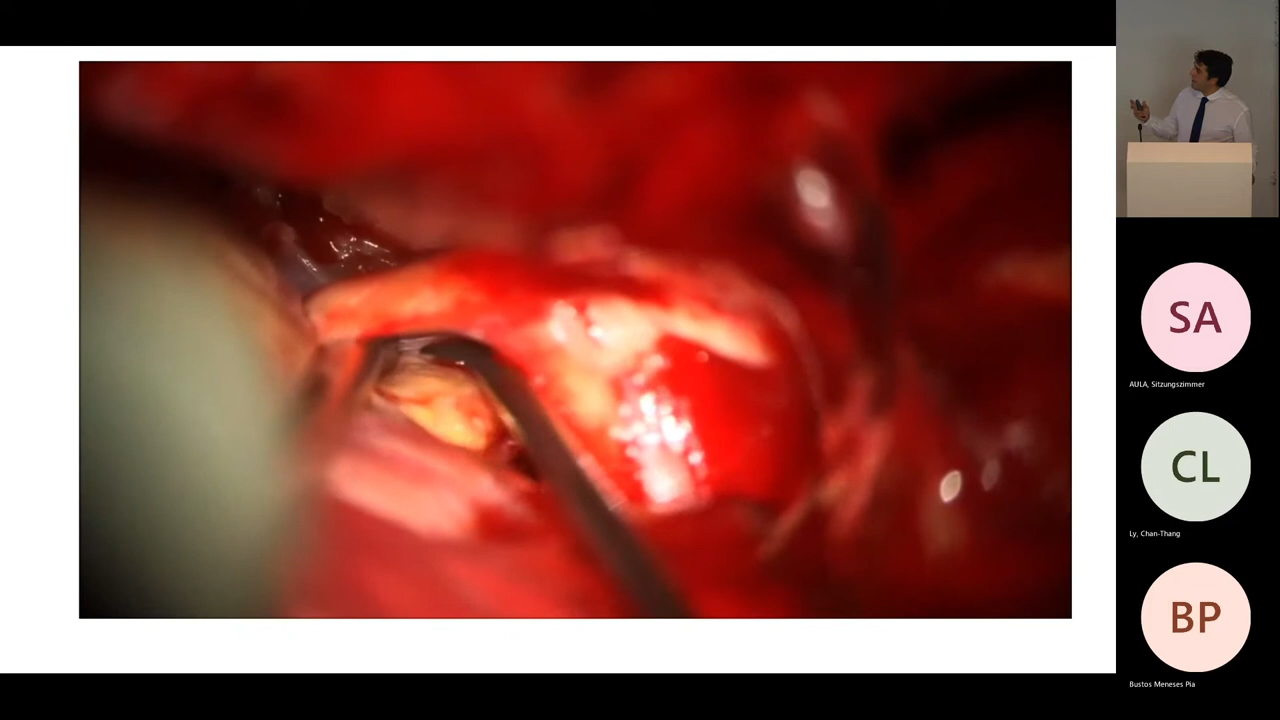 SA
AULA, Sitzungszimmer
CL
Ly, Chan-Thang
BP
Bustos Meneses Pia